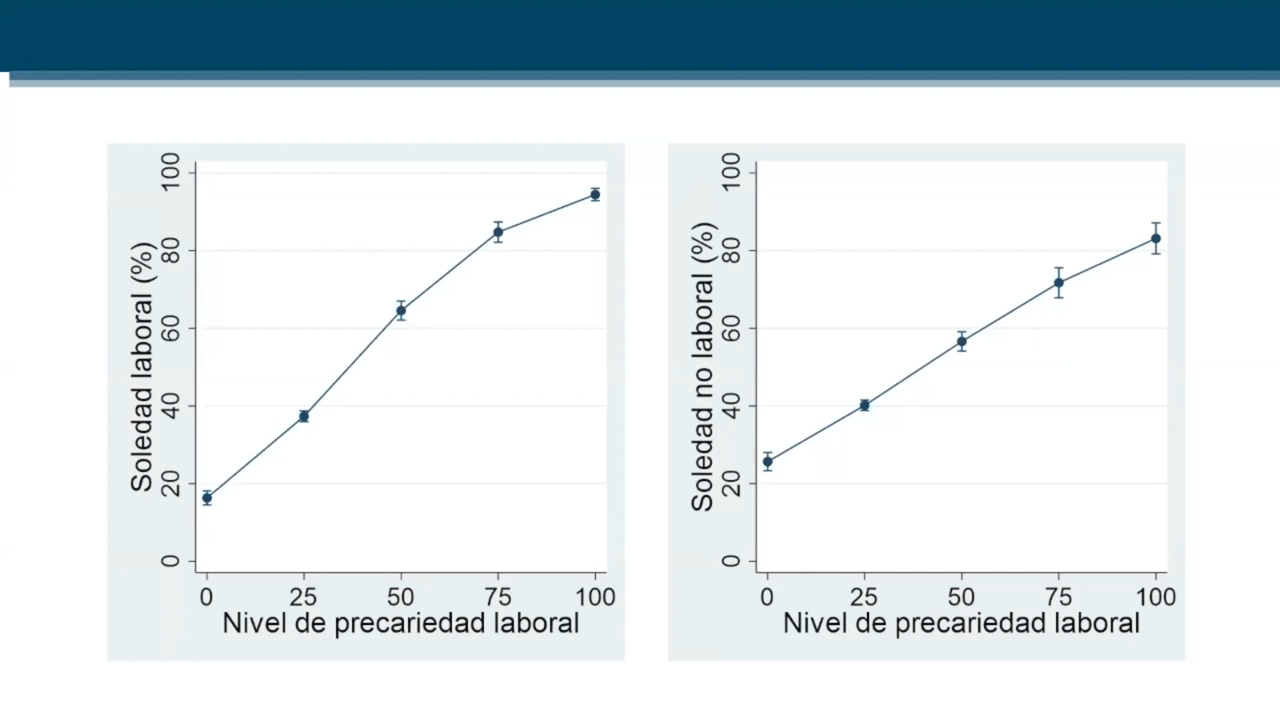 Soledad laboral (%)
100
80
60
40
20
0
0 25 50 75 100
Nivel de precariedad laboral
Soledad no laboral (%)
100
80
60
40
20
0
0 25 50 75 100
Nivel de precariedad laboral